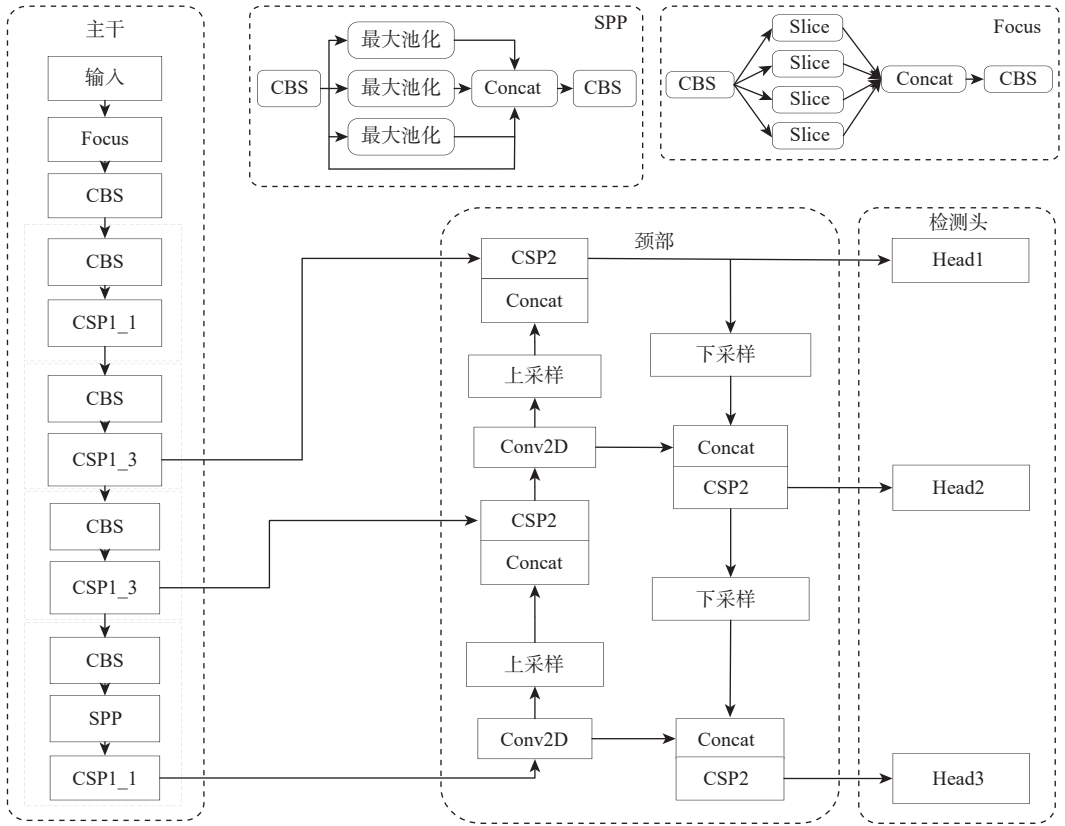 主干
输入
Focus
CBS
CBS
CSP1_1
CBS
CSP1_3
CBS
CSP1_3
CBS
SPP
CSP1_1
SPP
CBS
最大池化
最大池化
最大池化
Concat
CBS
Focus
CBS
Slice
Slice
Slice
Slice
Concat
CBS
颈部
CSP2
Concat
上采样
Conv2D
CSP2
Concat
上采样
Conv2D
下采样
Concat
CSP2
下采样
Concat
CSP2
检测头
Head1
Head2
Head3